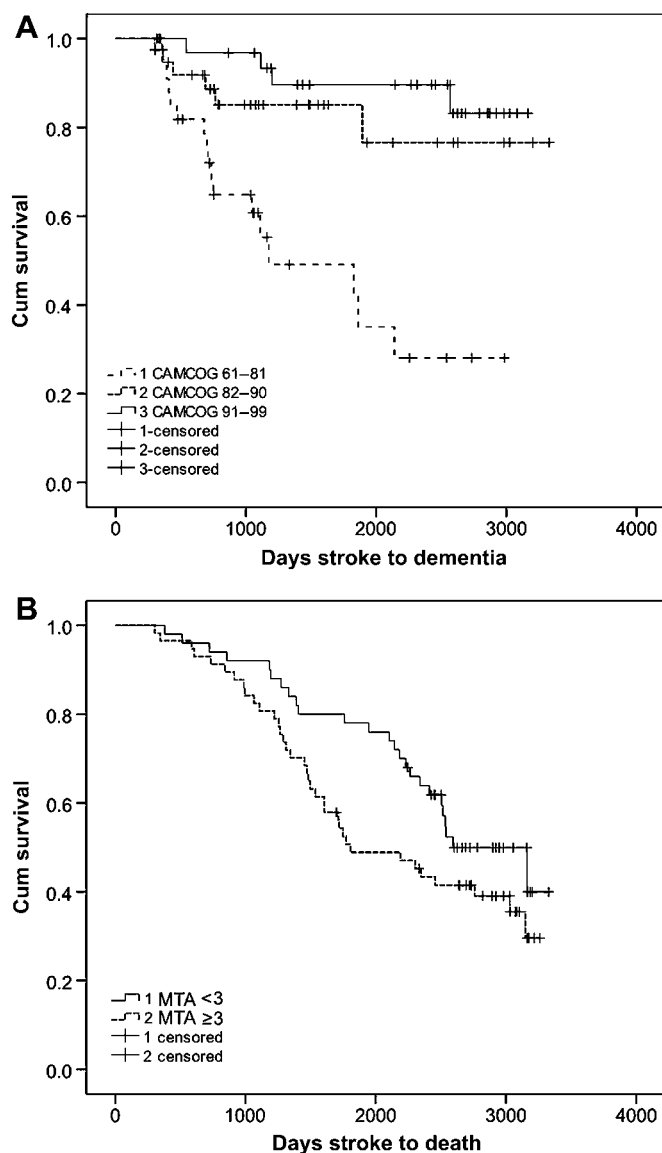 A
1.0
0.8
0.6
0.4
0.2
0.0
Cum survival
1 CAMCOG 61–81
2 CAMCOG 82–90
3 CAMCOG 91–99
1-censored
2-censored
3-censored
0 1000 2000 3000 4000
Days stroke to dementia
B
1.0
0.8
0.6
0.4
0.2
0.0
Cum survival
1 MTA <3
2 MTA ≥3
1 censored
2 censored
0 1000 2000 3000 4000
Days stroke to death